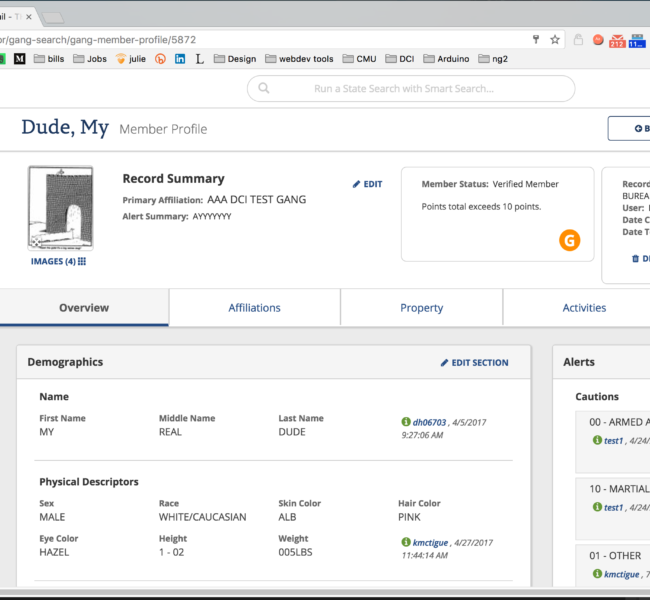 ail - Th
or/gang-search/gang-member-profile/5872
M bills Jobs julie in L Design webdev tools CMU DCI Arduino ng2
212 11...
Run a State Search with Smart Search...
Dude, My Member Profile
B
Record Summary
EDIT
Primary Affiliation: AAA DCI TEST GANG
Alert Summary: AYYYYYYY
IMAGES (4)
Member Status: Verified Member
Points total exceeds 10 points.
G
Record
BUREA
User:
Date C
Date T
D
Overview Affiliations Property Activities
Demographics EDIT SECTION
Name
First Name Middle Name Last Name
MY REAL DUDE
dh06703 , 4/5/2017
9:27:06 AM
Physical Descriptors
Sex Race Skin Color Hair Color
MALE WHITE/CAUCASIAN ALB PINK
Eye Color Height Weight
HAZEL 1 - 02 005LBS
kmctigue , 4/27/2017
11:44:14 AM
Alerts
Cautions
00 - ARMED A
test1 , 4/24/
10 - MARTIAL
test1 , 4/24/
01 - OTHER
kmctigue , 7